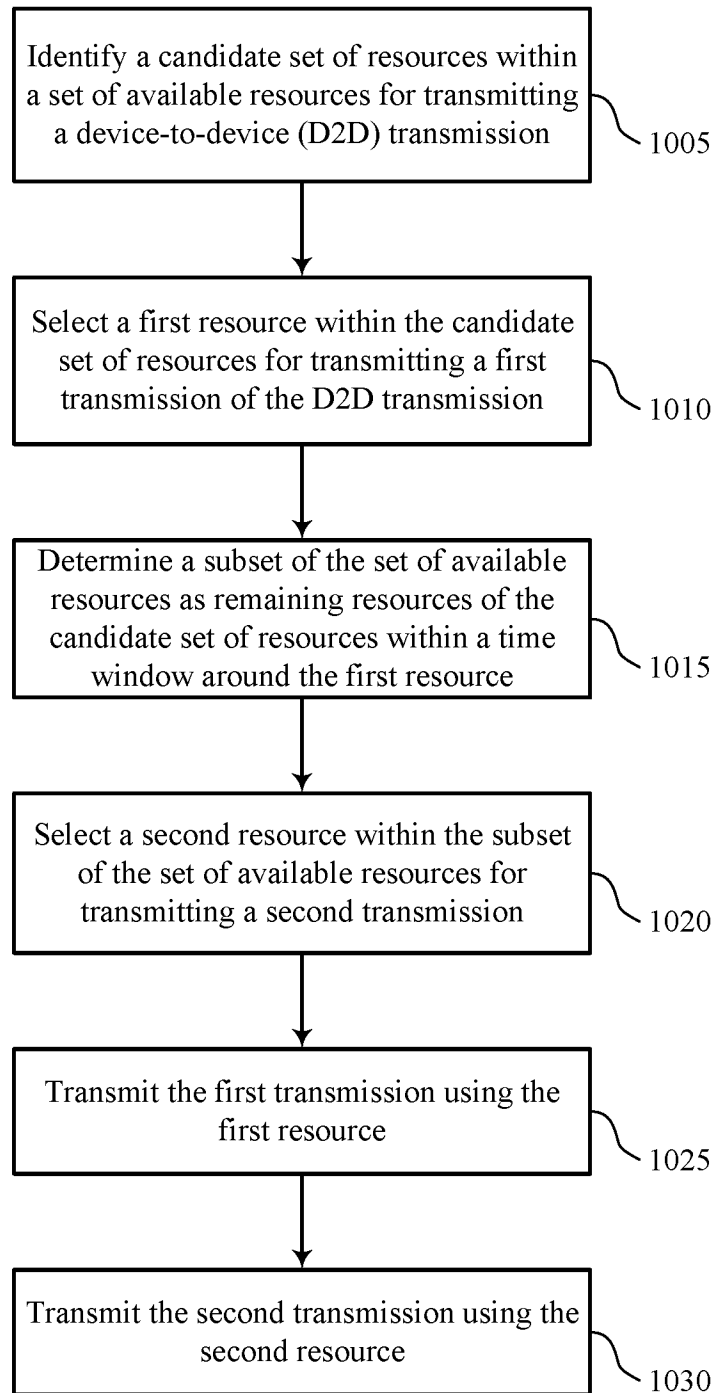 Identify a candidate set of resources within
a set of available resources for transmitting
a device-to-device (D2D) transmission
1005
Select a first resource within the candidate
set of resources for transmitting a first
transmission of the D2D transmission
1010
Determine a subset of the set of available
resources as remaining resources of the
candidate set of resources within a time
window around the first resource
1015
Select a second resource within the subset
of the set of available resources for
transmitting a second transmission
1020
Transmit the first transmission using the
first resource
1025
Transmit the second transmission using the
second resource
1030